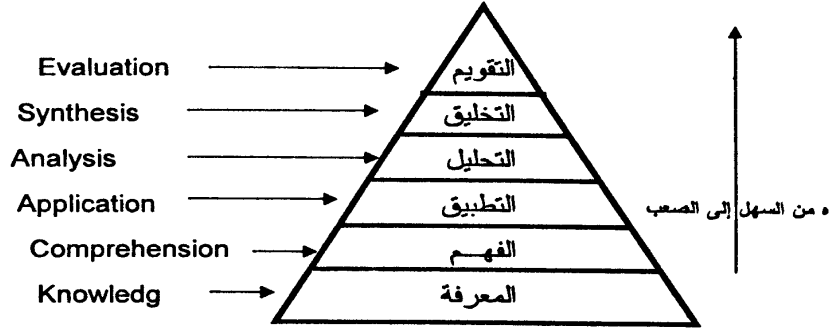 Evaluation
التقويم
Synthesis
التخليق
Analysis
التحليل
Application
التطبيق
ه من السهل إلى الصعب
Comprehension
الفهـــم
Knowledg
المعرفة